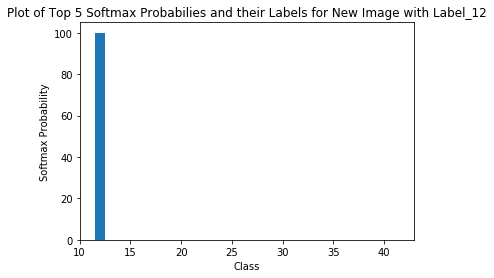 Plot of Top 5 Softmax Probabilies and their Labels for New Image with Label_12
100
80
60
40
20
0
Softmax Probability
10 15 20 25 30 35 40
Class